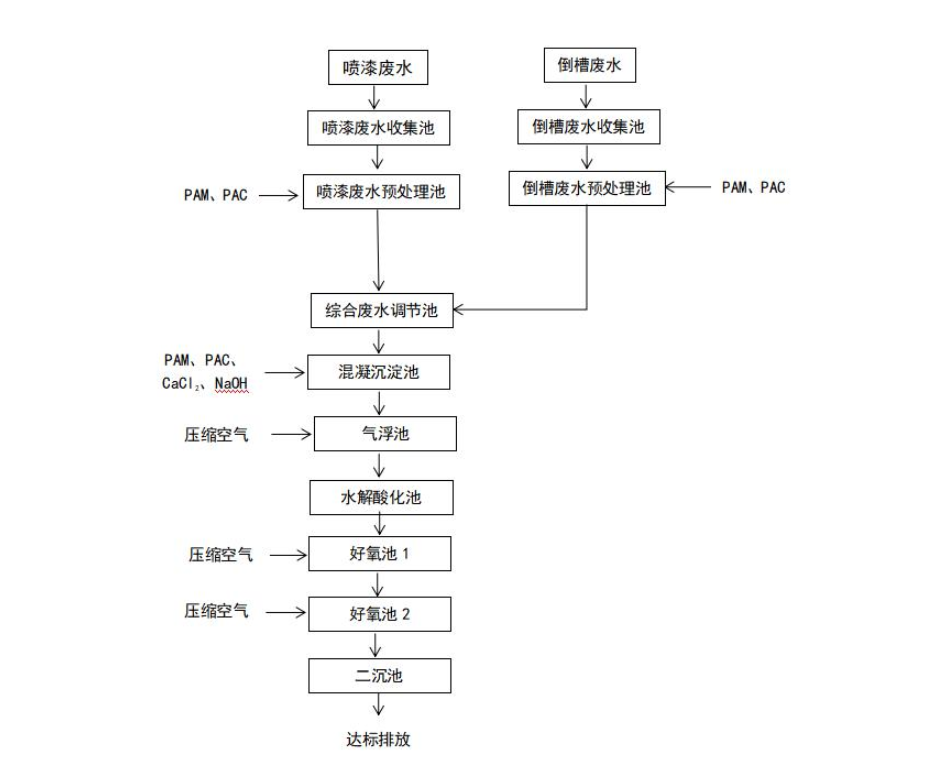 喷漆废水
倒槽废水
喷漆废水收集池
倒槽废水收集池
PAM、PAC
喷漆废水预处理池
倒槽废水预处理池
PAM、PAC
综合废水调节池
PAM、PAC、
CaCl₂、NaOH
混凝沉淀池
压缩空气
气浮池
水解酸化池
压缩空气
好氧池 1
压缩空气
好氧池 2
二沉池
达标排放